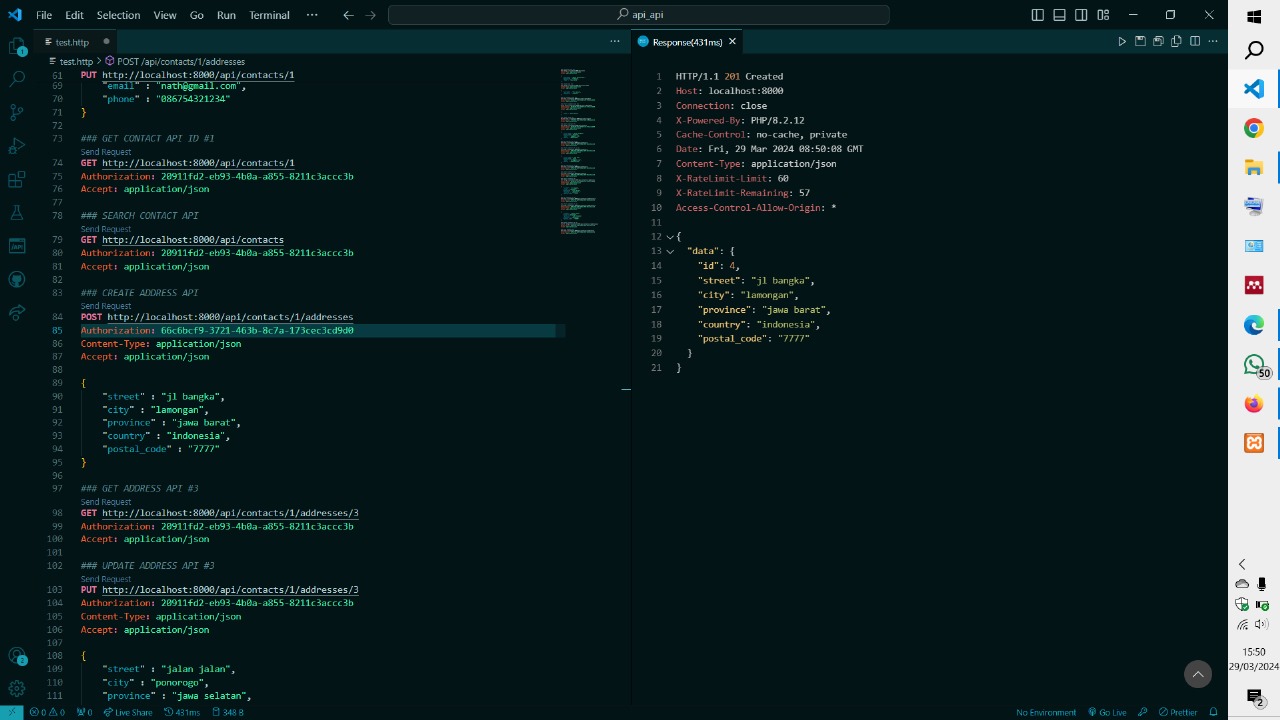 File Edit Selection View Go Run Terminal ··· api_api
test.http
Response(431ms)
test.http > POST /api/contacts/1/addresses
61 PUT http://localhost:8000/api/contacts/1
69 "email" : "nath@gmail.com",
70 "phone" : "086754321234"
71 }
72
73 ### GET CONTACT API ID #1
Send Request
74 GET http://localhost:8000/api/contacts/1
75 Authorization: 20911fd2-eb93-4b0a-a855-8211c3accc3b
76 Accept: application/json
77
78 ### SEARCH CONTACT API
Send Request
79 GET http://localhost:8000/api/contacts
80 Authorization: 20911fd2-eb93-4b0a-a855-8211c3accc3b
81 Accept: application/json
82
83 ### CREATE ADDRESS API
Send Request
84 POST http://localhost:8000/api/contacts/1/addresses
85 Authorization: 66c6bcf9-3721-463b-8c7a-173cec3cd9d0
86 Content-Type: application/json
87 Accept: application/json
88
89 {
90 "street" : "jl bangka",
91 "city" : "lamongan",
92 "province" : "jawa barat",
93 "country" : "indonesia",
94 "postal_code" : "7777"
95 }
96
97 ### GET ADDRESS API #3
Send Request
98 GET http://localhost:8000/api/contacts/1/addresses/3
99 Authorization: 20911fd2-eb93-4b0a-a855-8211c3accc3b
100 Accept: application/json
101
102 ### UPDATE ADDRESS API #3
Send Request
103 PUT http://localhost:8000/api/contacts/1/addresses/3
104 Authorization: 20911fd2-eb93-4b0a-a855-8211c3accc3b
105 Content-Type: application/json
106 Accept: application/json
107
108 {
109 "street" : "jalan jalan",
110 "city" : "ponorogo",
111 "province" : "jawa selatan",
1 HTTP/1.1 201 Created
2 Host: localhost:8000
3 Connection: close
4 X-Powered-By: PHP/8.2.12
5 Cache-Control: no-cache, private
6 Date: Fri, 29 Mar 2024 08:50:08 GMT
7 Content-Type: application/json
8 X-RateLimit-Limit: 60
9 X-RateLimit-Remaining: 57
10 Access-Control-Allow-Origin: *
11
12 {
13 "data": {
14 "id": 4,
15 "street": "jl bangka",
16 "city": "lamongan",
17 "province": "jawa barat",
18 "country": "indonesia",
19 "postal_code": "7777"
20 }
21 }
0 0 0 Live Share 431ms 348 B
No Environment Go Live Prettier
50
15:50
29/03/2024
2